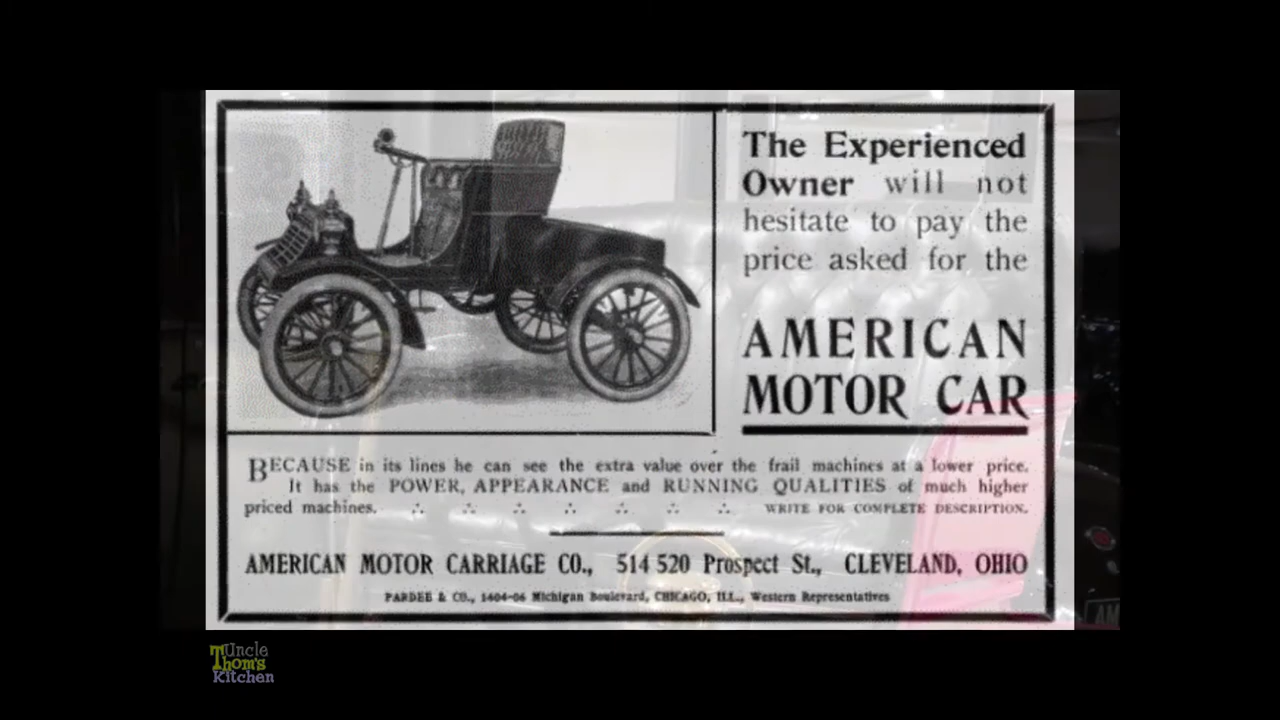 The Experienced
Owner will not
hesitate to pay the
price asked for the
AMERICAN
MOTOR CAR
BECAUSE in its lines he can see the extra value over the frail machines at a lower price.
It has the POWER, APPEARANCE and RUNNING QUALITIES of much higher
priced machines. WRITE FOR COMPLETE DESCRIPTION.
AMERICAN MOTOR CARRIAGE CO., 514 520 Prospect St., CLEVELAND, OHIO
PARDEE & CO., 1404-06 Michigan Boulevard, CHICAGO, ILL., Western Representatives
AM
Uncle
Thom's
Kitchen